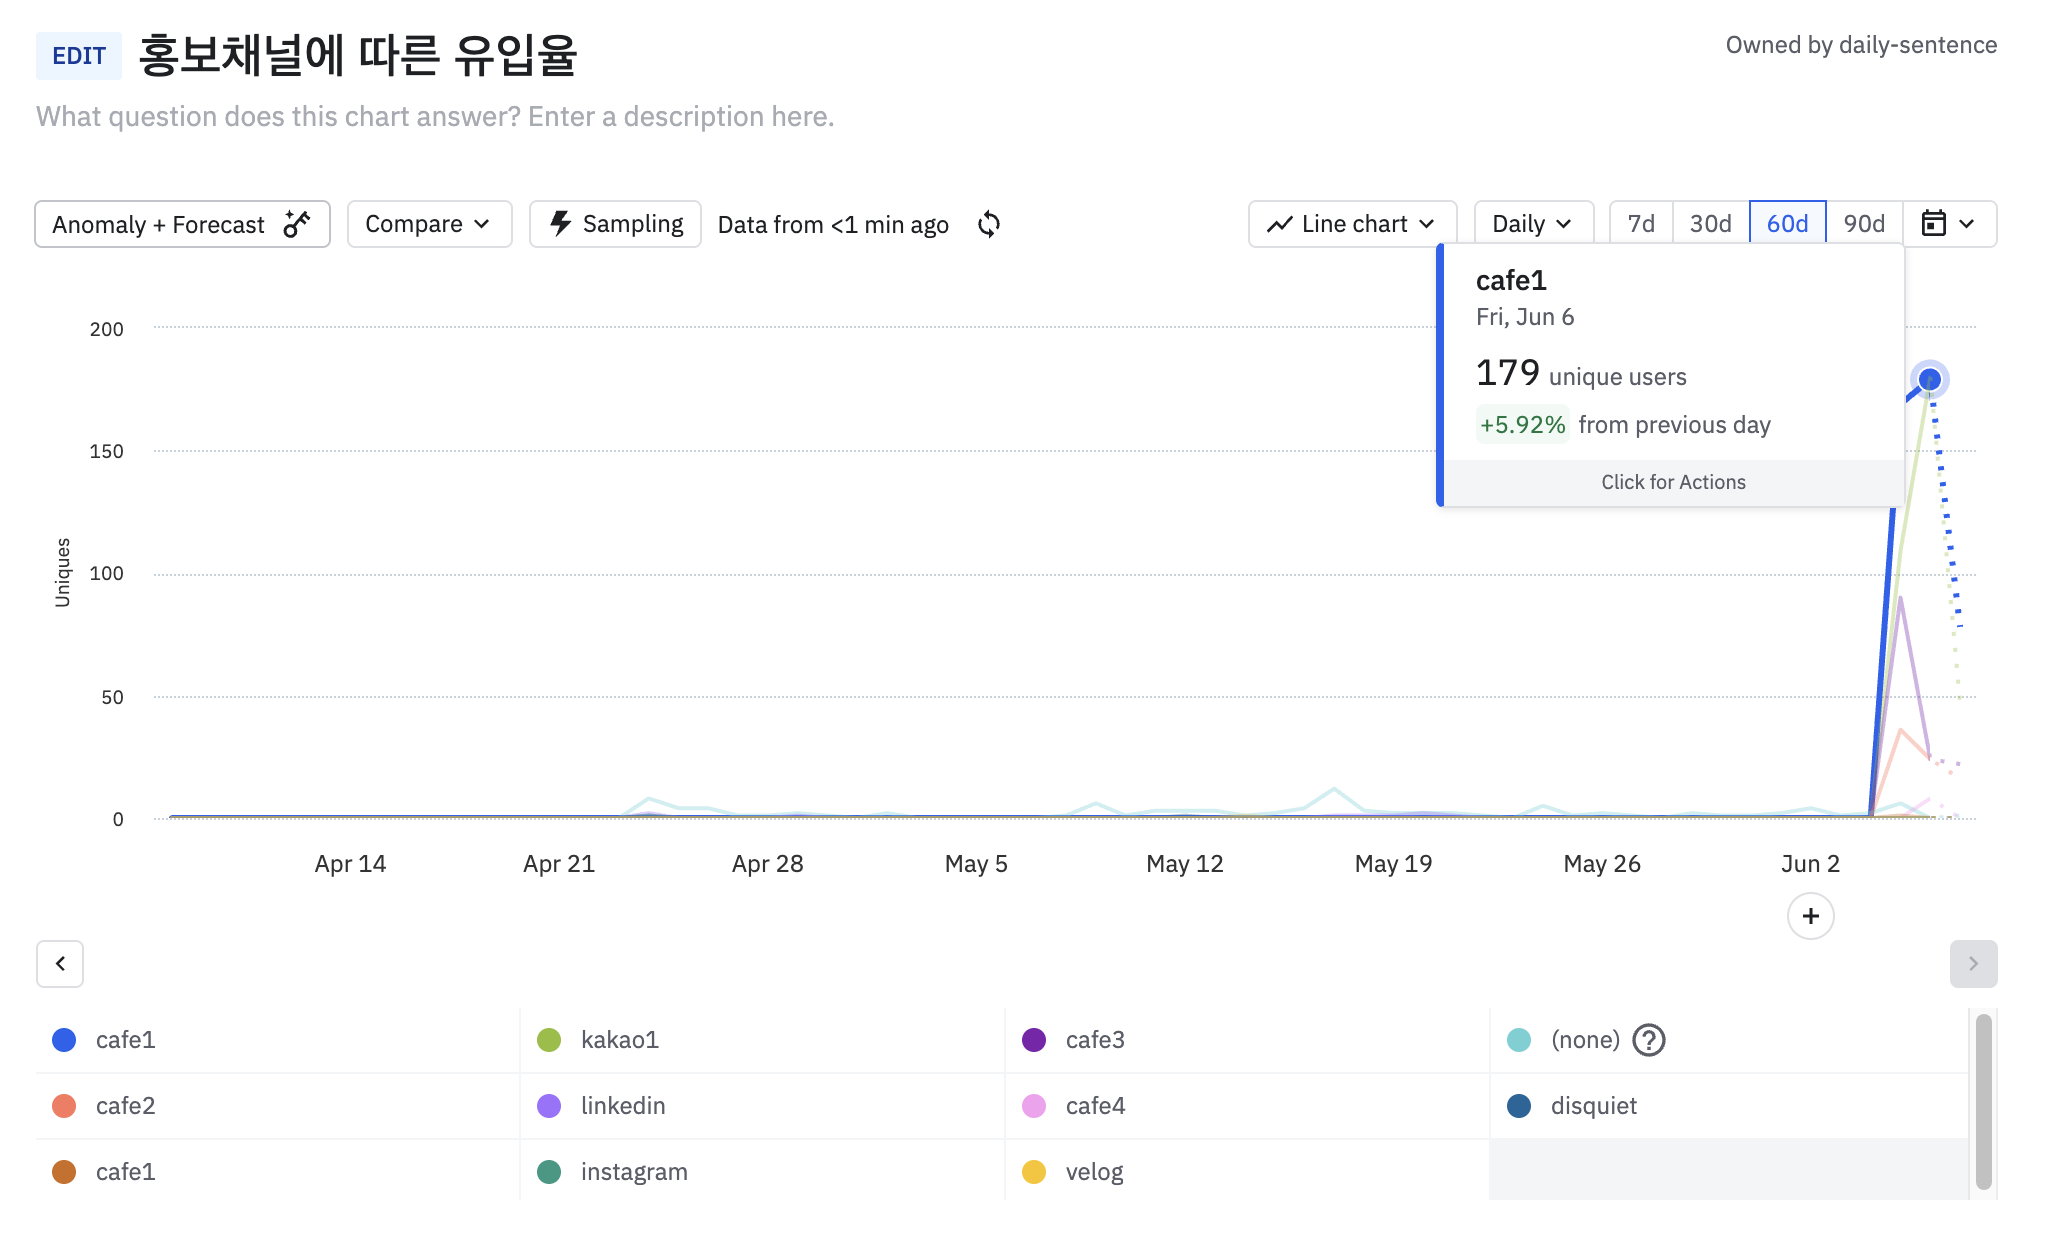 EDIT 홍보채널에 따른 유입율
Owned by daily-sentence
What question does this chart answer? Enter a description here.
Anomaly + Forecast Compare Sampling Data from <1 min ago Line chart Daily 7d 30d 60d 90d
cafe1
Fri, Jun 6
179 unique users
+5.92% from previous day
Click for Actions
200
150
100
50
0
Uniques
Apr 14 Apr 21 Apr 28 May 5 May 12 May 19 May 26 Jun 2
+
cafe1 kakao1 cafe3 (none) ?
cafe2 linkedin cafe4 disquiet
cafe1 instagram velog